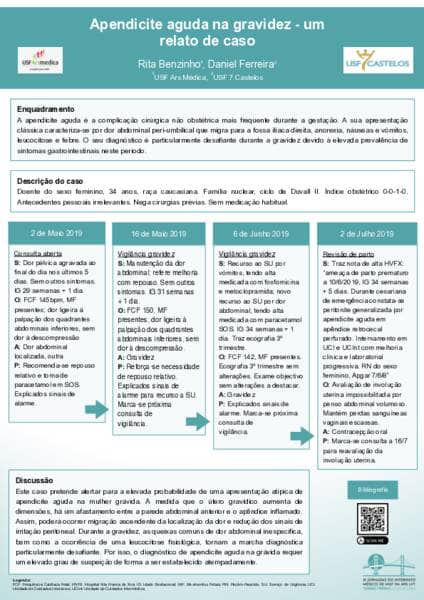 Apendicite aguda na gravidez - um
relato de caso
Rita Benzinho¹, Daniel Ferreira²
¹USF Ars Medica, ²USF 7 Castelos
USF Arsmedica
USF CASTELOS
Enquadramento
A apendicite aguda é a complicação cirúrgica não obstétrica mais frequente durante a gestação. A sua apresentação
clássica caracteriza-se por dor abdominal peri-umbilical que migra para a fossa ilíaca direita, anorexia, náuseas e vómitos,
leucocitose e febre. O seu diagnóstico é particularmente desafiante durante a gravidez devido à elevada prevalência de
sintomas gastrointestinais neste período.
Descrição do caso
Doente do sexo feminino, 34 anos, raça caucasiana. Família nuclear, ciclo de Duvall II. Índice obstétrico 0-0-1-0.
Antecedentes pessoais irrelevantes. Nega cirurgias prévias. Sem medicação habitual.
2 de Maio 2019
Consulta aberta
S: Dor pélvica agravada ao
final do dia nos últimos 5
dias. Sem outros sintomas.
IG 29 semanas + 1 dia.
O: FCF 145bpm, MF
presentes; dor ligeira à
palpação dos quadrantes
abdominais inferiores, sem
dor à descompressão
A: Dor abdominal
localizada, outra
P: Recomenda-se repouso
relativo e toma de
paracetamol em SOS.
Explicados sinais de
alarme.
16 de Maio 2019
Vigilância gravidez
S: Manutenção da dor
abdominal; refere melhora
com repouso. Sem outros
sintomas. IG 31 semanas
+ 1 dia.
O: FCF 150, MF
presentes; dor ligeira à
palpação dos quadrantes
abdominais inferiores, sem
dor à descompressão.
A: Gravidez
P: Reforça-se necessidade
de repouso relativo.
Explicados sinais de
alarme para recurso a SU.
Marca-se próxima
consulta de
vigilância.
6 de Junho 2019
Vigilância gravidez
S: Recurso ao SU por
vómitos, tendo alta
medicada com fosfomicina
e metoclopramida; novo
recurso ao SU por dor
abdominal, tendo alta
medicada com paracetamol
SOS. IG 34 semanas + 1
dia. Traz ecografia 3º
trimestre.
O: FCF 142, MF presentes.
Ecografia 3º trimestre sem
alterações. Exame objetivo
sem alterações a destacar.
A: Gravidez
P: Explicados sinais de
alarme. Marca-se próxima
consulta de
vigilância.
2 de Julho 2019
Revisão de parto
S: Traz nota de alta HVFX:
"ameaça de parto prematuro
a 10/6/2019, IG 34 semanas
+ 5 dias. Durante cesariana
de emergência constata-se
peritonite generalizada por
apendicite aguda em
apêndice retrocecal
perfurado. Internamento em
UCI e UCInt com melhoria
clínica e laboratorial
progressiva. RN do sexo
feminino, Apgar 7/6/8"
O: Avaliação de involução
uterina impossibilitada por
penso abdominal volumoso.
Mantém perdas sanguíneas
vaginais escassas.
A: Contracepção oral
P: Marca-se consulta a 16/7
para reavaliação da
involução uterina.
Discussão
Este caso pretende alertar para a elevada probabilidade de uma apresentação atípica de
apendicite aguda na mulher grávida. À medida que o útero gravídico aumenta de
dimensões, há um afastamento entre a parede abdominal anterior e o apêndice inflamado.
Assim, poderá ocorrer migração ascendente da localização da dor e redução dos sinais de
irritação peritoneal. Durante a gravidez, as queixas comuns de dor abdominal inespecífica,
bem como a ocorrência de uma leucocitose fisiológica, tornam a marcha diagnóstica
particularmente desafiante. Por isso, o diagnóstico de apendicite aguda na grávida requer
um elevado grau de suspeição de forma a ser estabelecido atempadamente.
Bibliografia
SCAN ME
Legenda: